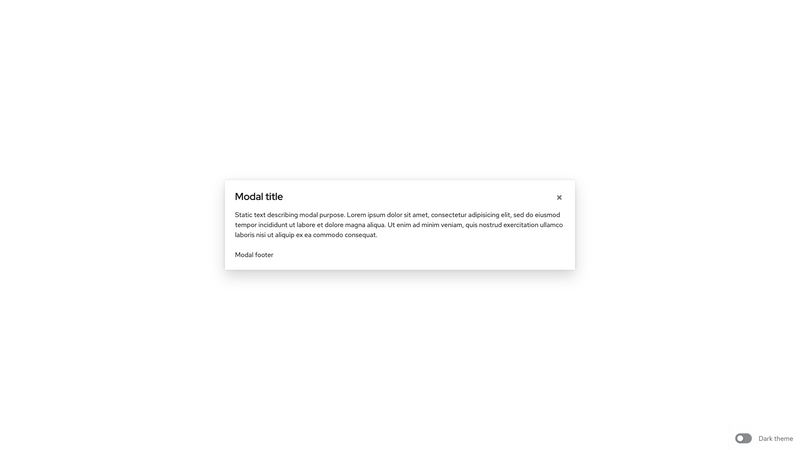 Modal title
Static text describing modal purpose. Lorem ipsum dolor sit amet, consectetur adipisicing elit, sed do eiusmod
tempor incididunt ut labore et dolore magna aliqua. Ut enim ad minim veniam, quis nostrud exercitation ullamco
laboris nisi ut aliquip ex ea commodo consequat.
Modal footer
Dark theme